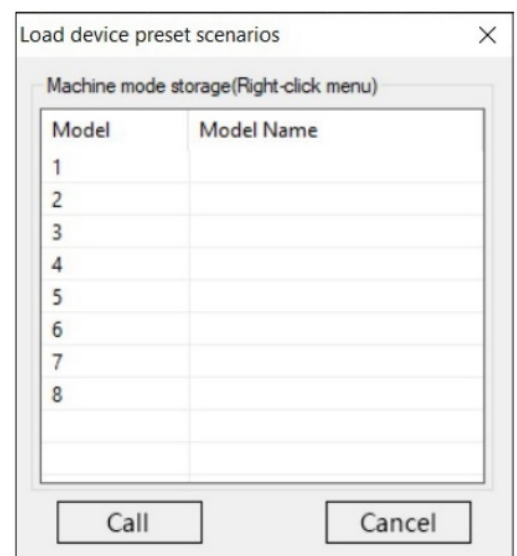 Load device preset scenarios
Machine mode storage(Right-click menu)
Model Model Name
1
2
3
4
5
6
7
8
Call Cancel